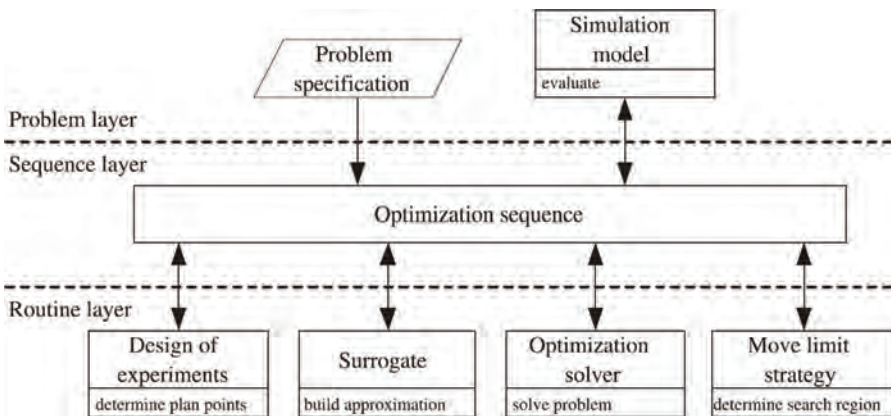 Problem
specification
Simulation
model
evaluate
Problem layer
Sequence layer
Optimization sequence
Routine layer
Design of
experiments
determine plan points
Surrogate
build approximation
Optimization
solver
solve problem
Move limit
strategy
determine search region